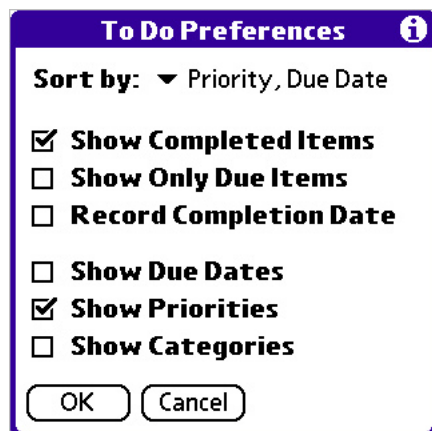 To Do Preferences
Sort by: Priority, Due Date
Show Completed Items
Show Only Due Items
Record Completion Date
Show Due Dates
Show Priorities
Show Categories
OK Cancel